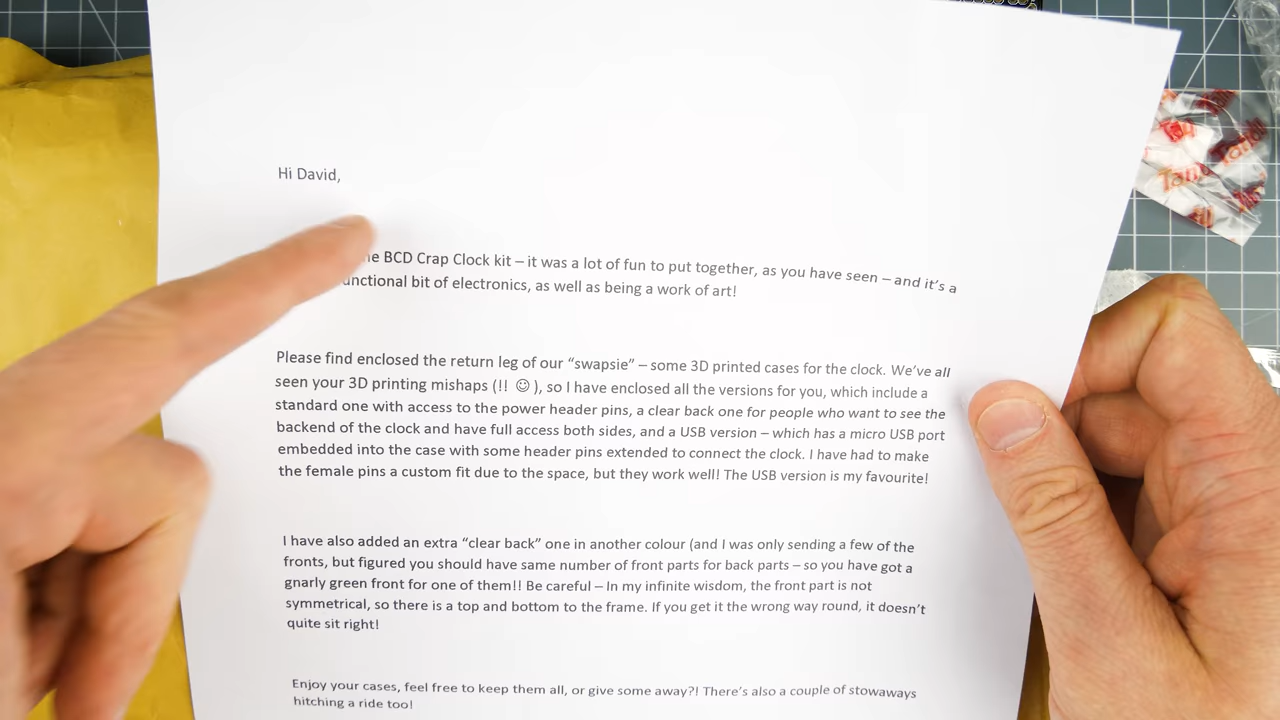 Hi David,
BCD Crap Clock kit – it was a lot of fun to put together, as you have seen – and it's a
bit of electronics, as well as being a work of art!
Please find enclosed the return leg of our “swapsie” – some 3D printed cases for the clock. We've all
seen your 3D printing mishaps (!! ☺ ), so I have enclosed all the versions for you, which include a
standard one with access to the power header pins, a clear back one for people who want to see the
backend of the clock and have full access both sides, and a USB version – which has a micro USB port
embedded into the case with some header pins extended to connect the clock. I have had to make
the female pins a custom fit due to the space, but they work well! The USB version is my favourite!
I have also added an extra “clear back” one in another colour (and I was only sending a few of the
fronts, but figured you should have same number of front parts for back parts – so you have got a
gnarly green front for one of them!! Be careful – In my infinite wisdom, the front part is not
symmetrical, so there is a top and bottom to the frame. If you get it the wrong way round, it doesn't
quite sit right!
Enjoy your cases, feel free to keep them all, or give some away?! There's also a couple of stowaways
hitching a ride too!